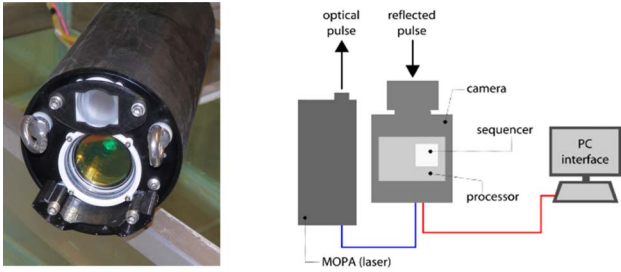 optical
pulse
reflected
pulse
camera
sequencer
processor
PC
interface
MOPA (laser)